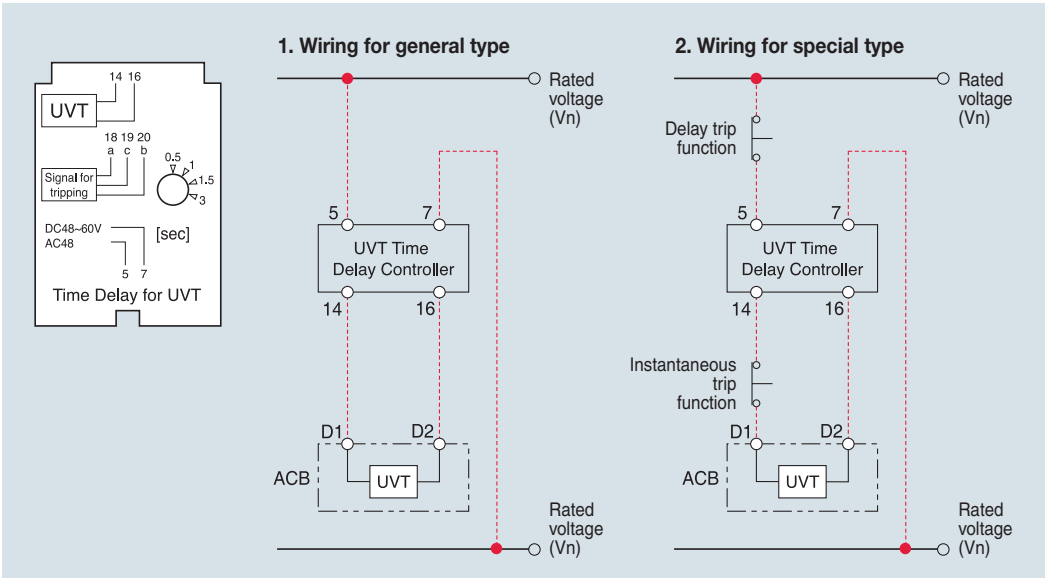 14 16
UVT
18 19 20
a c b
Signal for
tripping
0.5
1
1.5
3
DC48~60V
AC48
[sec]
5 7
Time Delay for UVT
1. Wiring for general type
Rated
voltage
(Vn)
5 7
UVT Time
Delay Controller
14 16
D1 D2
ACB
UVT
Rated
voltage
(Vn)
2. Wiring for special type
Rated
voltage
(Vn)
Delay trip
function
5 7
UVT Time
Delay Controller
14 16
Instantaneous
trip
function
D1 D2
ACB
UVT
Rated
voltage
(Vn)